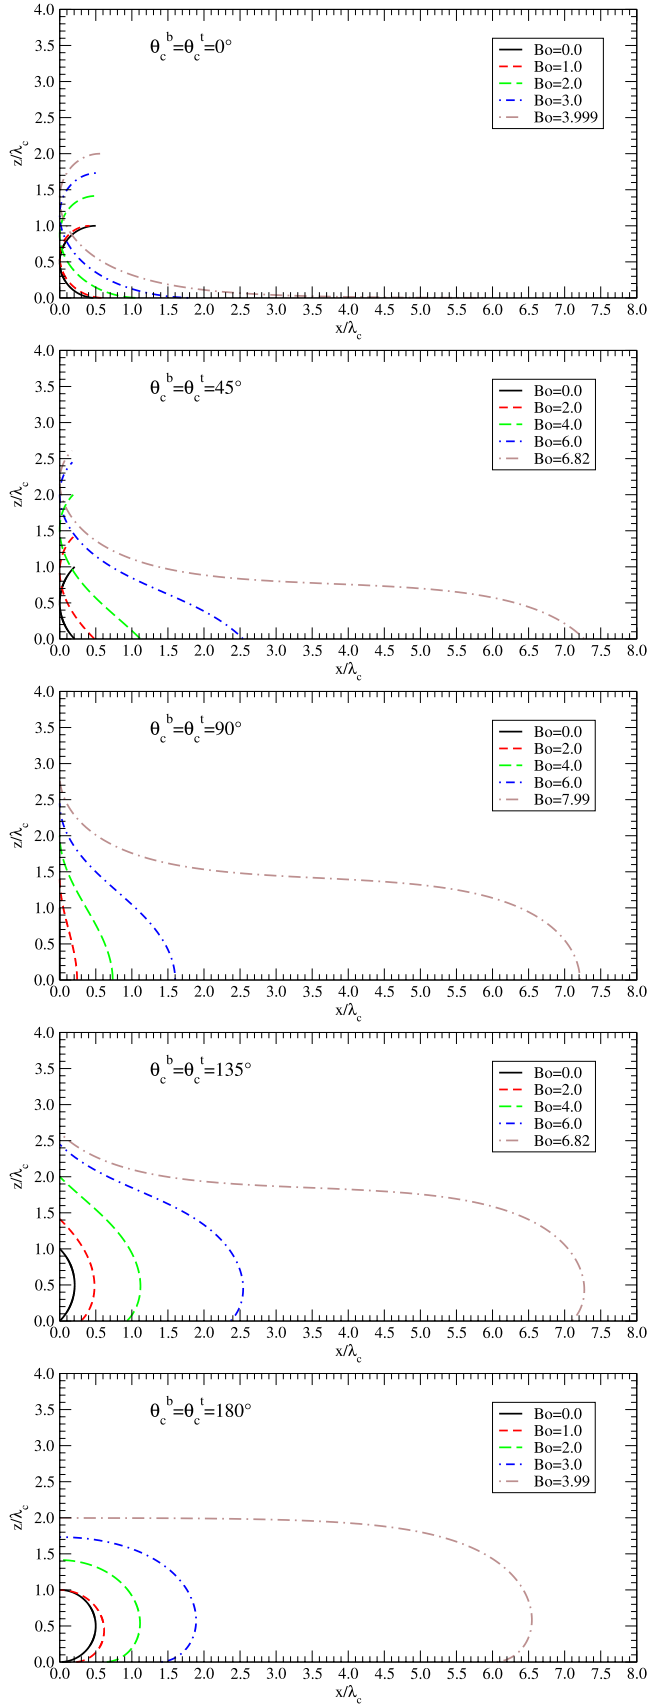 θc^b=θc^t=0°
Bo=0.0
Bo=1.0
Bo=2.0
Bo=3.0
Bo=3.999
z/λc
4.0
3.5
3.0
2.5
2.0
1.5
1.0
0.5
0.0
0.0 0.5 1.0 1.5 2.0 2.5 3.0 3.5 4.0 4.5 5.0 5.5 6.0 6.5 7.0 7.5 8.0
x/λc
θc^b=θc^t=45°
Bo=0.0
Bo=2.0
Bo=4.0
Bo=6.0
Bo=6.82
z/λc
4.0
3.5
3.0
2.5
2.0
1.5
1.0
0.5
0.0
0.0 0.5 1.0 1.5 2.0 2.5 3.0 3.5 4.0 4.5 5.0 5.5 6.0 6.5 7.0 7.5 8.0
x/λc
θc^b=θc^t=90°
Bo=0.0
Bo=2.0
Bo=4.0
Bo=6.0
Bo=7.99
z/λc
4.0
3.5
3.0
2.5
2.0
1.5
1.0
0.5
0.0
0.0 0.5 1.0 1.5 2.0 2.5 3.0 3.5 4.0 4.5 5.0 5.5 6.0 6.5 7.0 7.5 8.0
x/λc
θc^b=θc^t=135°
Bo=0.0
Bo=2.0
Bo=4.0
Bo=6.0
Bo=6.82
z/λc
4.0
3.5
3.0
2.5
2.0
1.5
1.0
0.5
0.0
0.0 0.5 1.0 1.5 2.0 2.5 3.0 3.5 4.0 4.5 5.0 5.5 6.0 6.5 7.0 7.5 8.0
x/λc
θc^b=θc^t=180°
Bo=0.0
Bo=1.0
Bo=2.0
Bo=3.0
Bo=3.99
z/λc
4.0
3.5
3.0
2.5
2.0
1.5
1.0
0.5
0.0
0.0 0.5 1.0 1.5 2.0 2.5 3.0 3.5 4.0 4.5 5.0 5.5 6.0 6.5 7.0 7.5 8.0
x/λc